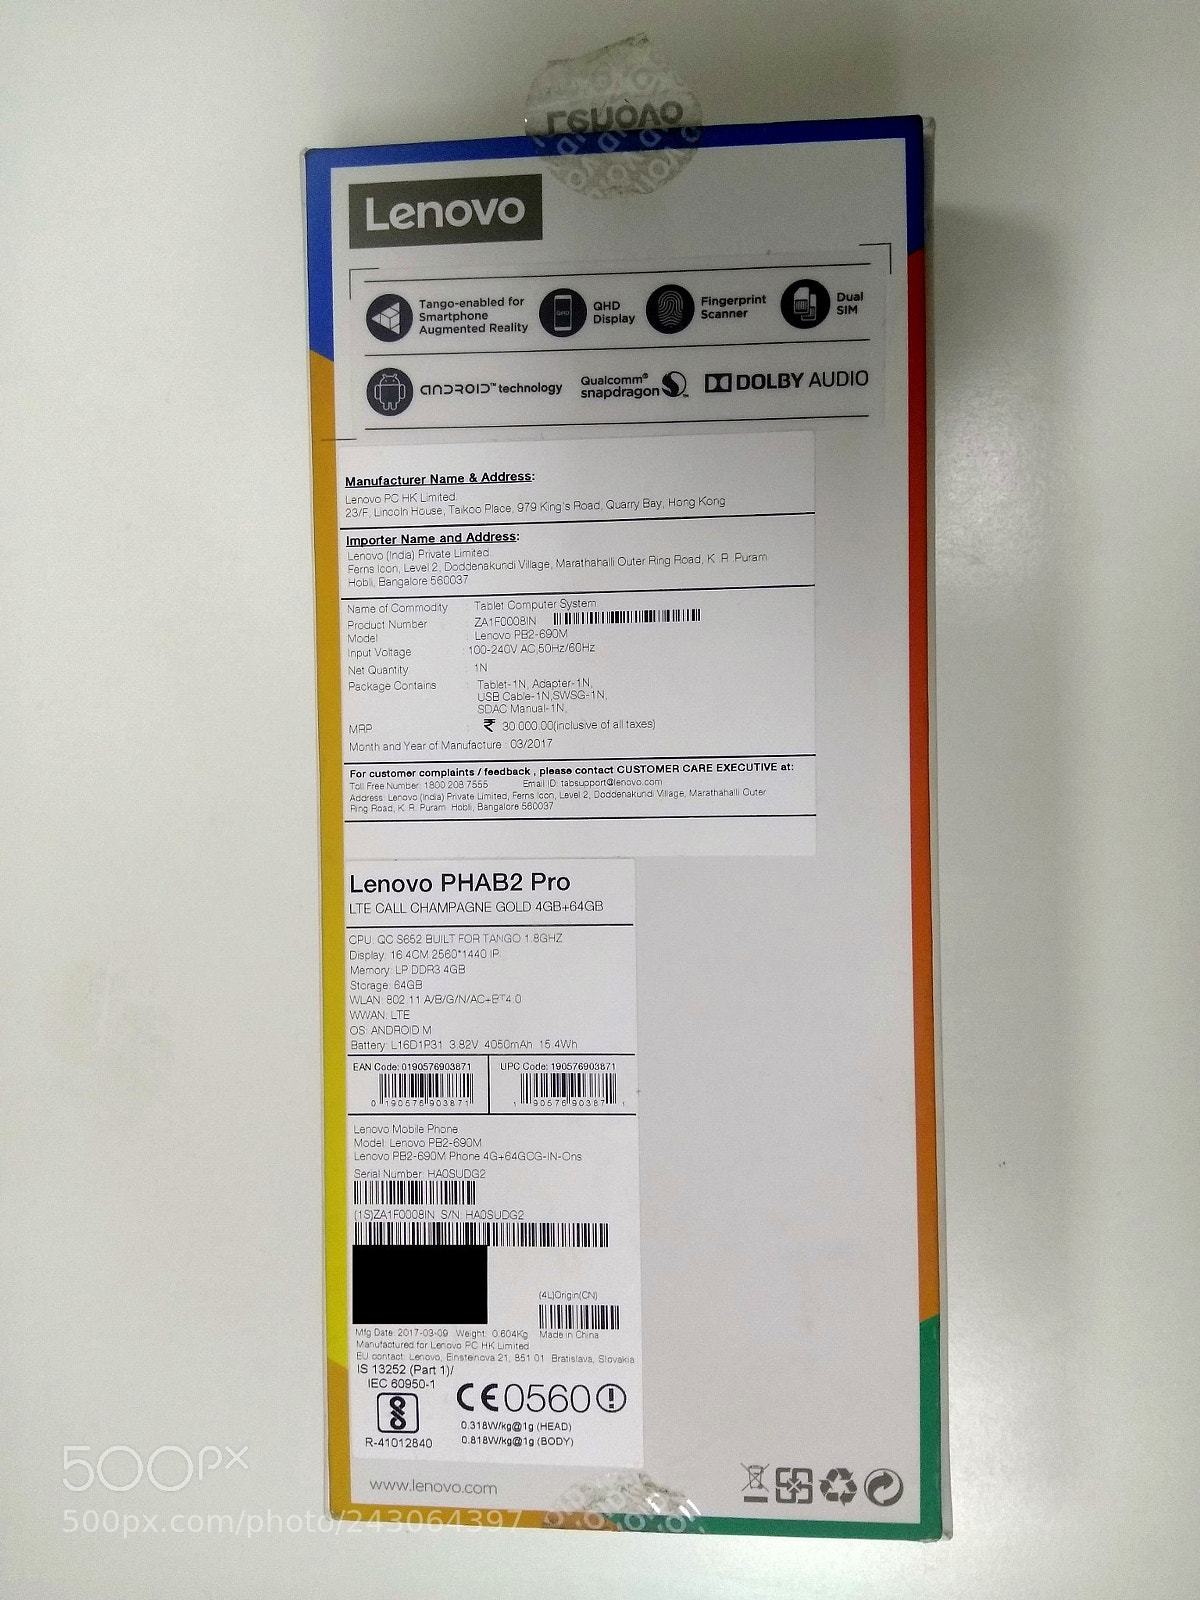 Lenovo
Lenovo
Tango-enabled for
Smartphone
Augmented Reality
QHD
QHD
Display
Fingerprint
Scanner
Dual
SIM
ANDROID™ technology
Qualcomm®
snapdragon™
DOLBY AUDIO
Manufacturer Name & Address:
Lenovo PC HK Limited.
23/F, Lincoln House, Taikoo Place, 979 King's Road, Quarry Bay, Hong Kong
Importer Name and Address:
Lenovo (India) Private Limited.
Ferns Icon, Level 2, Doddenakundi Village, Marathahalli Outer Ring Road, K R Puram
Hobli, Bangalore 560037
Name of Commodity : Tablet Computer System
Product Number : ZA1F0008IN
Model : Lenovo PB2-690M
Input Voltage : 100-240V AC,50Hz/60Hz
Net Quantity : 1N
Package Contains : Tablet-1N, Adapter-1N,
USB Cable-1N,SWSG-1N,
SDAC Manual-1N,
MRP : ₹ 30 000.00(inclusive of all taxes)
Month and Year of Manufacture : 03/2017
For customer complaints / feedback , please contact CUSTOMER CARE EXECUTIVE at:
Toll Free Number: 1800 208 7555 Email ID: tabsupport@lenovo.com
Address: Lenovo (India) Private Limited, Ferns Icon, Level 2, Doddenakundi Village, Marathahalli Outer
Ring Road, K. R. Puram Hobli, Bangalore 560037
Lenovo PHAB2 Pro
LTE CALL CHAMPAGNE GOLD 4GB+64GB
CPU: QC S652 BUILT FOR TANGO 1.8GHZ
Display: 16.4CM 2560*1440 IP
Memory: LP DDR3 4GB
Storage: 64GB
WLAN: 802.11 A/B/G/N/AC+BT4.0
WWAN: LTE
OS: ANDROID M
Battery: L16D1P31 3.82V 4050mAh 15.4Wh
EAN Code: 0190576903871
UPC Code: 190576903871
0 190576 903871
1 90576 90387 1
Lenovo Mobile Phone
Model: Lenovo PB2-690M
Lenovo PB2-690M Phone 4G+64GCG-IN-Ons
Serial Number: HA0SUDG2
(1S)ZA1F0008IN S/N: HA0SUDG2
(4L)Origin(CN)
Mfg Date: 2017-03-09 Weight: 0.604Kg Made in China
Manufactured for Lenovo PC HK Limited
EU contact: Lenovo, Einsteinova 21, 851 01 Bratislava, Slovakia
IS 13252 (Part 1)/
IEC 60950-1
CE0560
R-41012840
0.318W/kg@1g (HEAD)
0.818W/kg@1g (BODY)
www.lenovo.com
500px
500px.com/photo/243064397